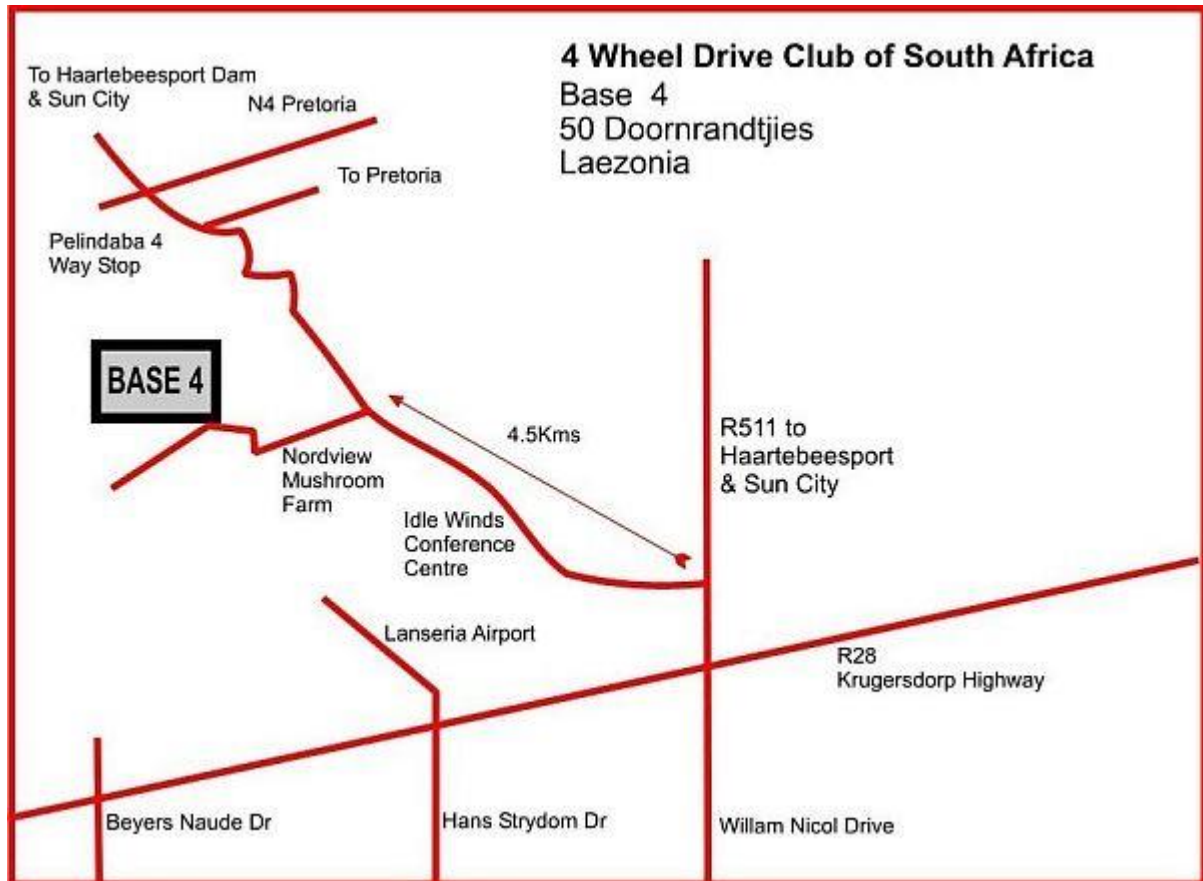 4 Wheel Drive Club of South Africa
Base 4
50 Doornrandtjies
Laezonia
To Haartebeesport Dam
& Sun City
N4 Pretoria
To Pretoria
Pelindaba 4
Way Stop
BASE 4
4.5Kms
R511 to
Haartebeesport
& Sun City
Nordview
Mushroom
Farm
Idle Winds
Conference
Centre
Lanseria Airport
R28
Krugersdorp Highway
Beyers Naude Dr
Hans Strydom Dr
Willam Nicol Drive